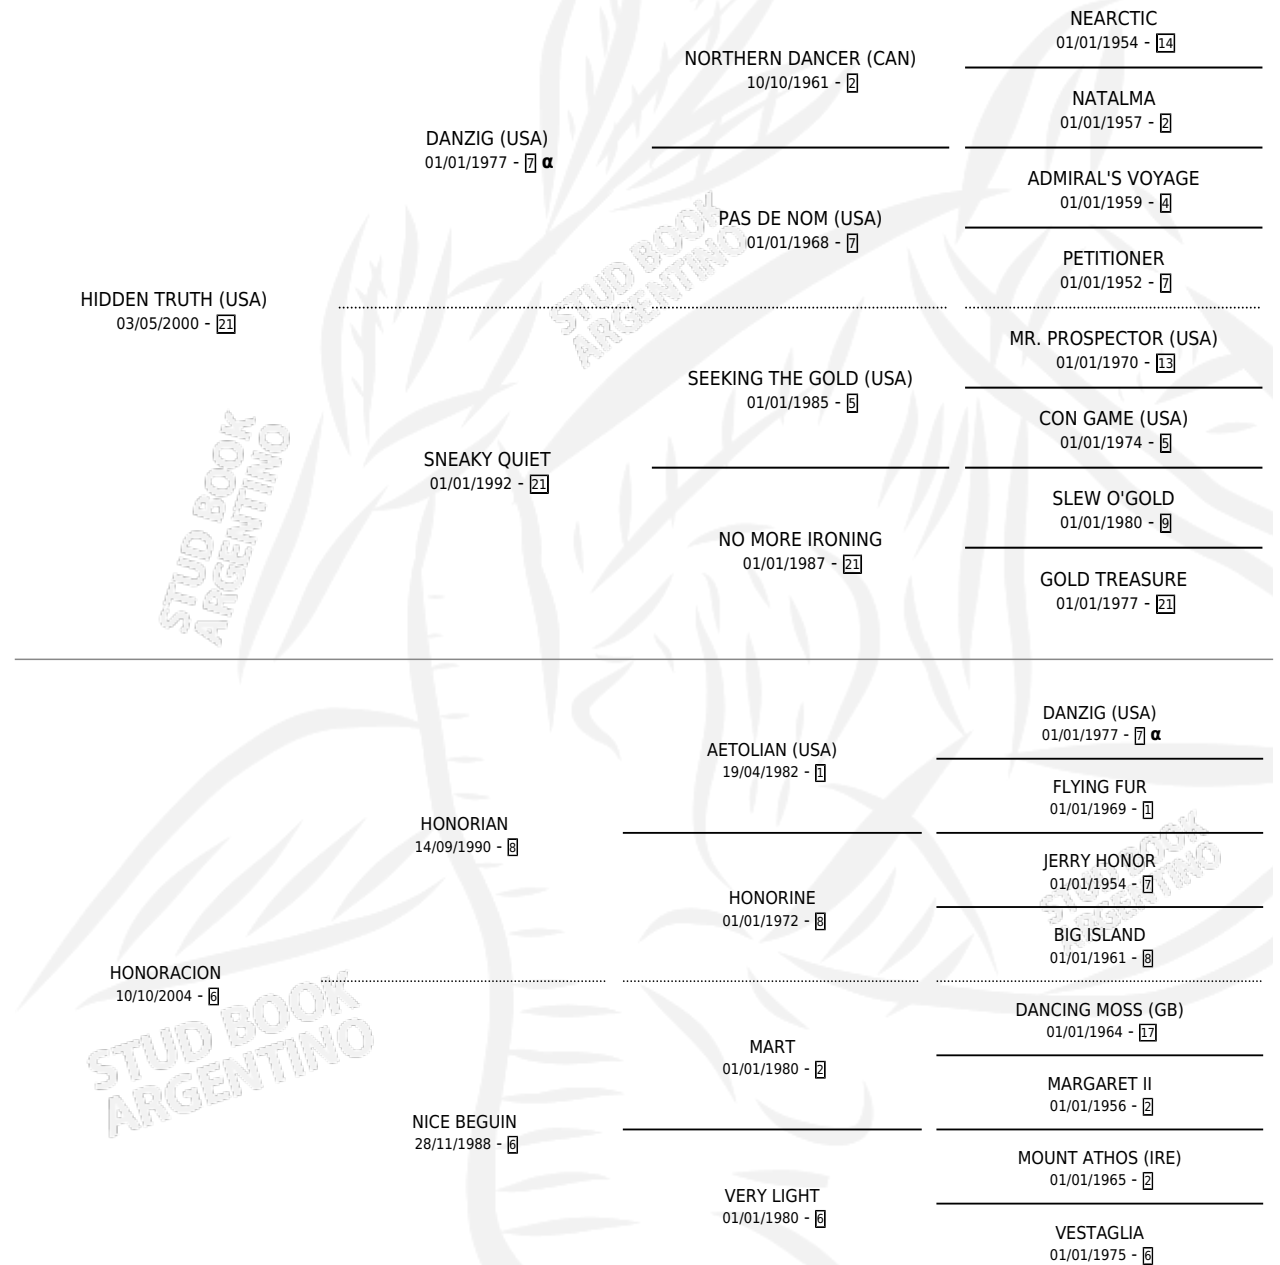 NEARCTIC
01/01/1954 - 14
NORTHERN DANCER (CAN)
10/10/1961 - 2
NATALMA
01/01/1957 - 2
DANZIG (USA)
01/01/1977 - 7 α
ADMIRAL'S VOYAGE
01/01/1959 - 4
PAS DE NOM (USA)
01/01/1968 - 7
PETITIONER
01/01/1952 - 7
HIDDEN TRUTH (USA)
03/05/2000 - 21
MR. PROSPECTOR (USA)
01/01/1970 - 13
SEEKING THE GOLD (USA)
01/01/1985 - 5
CON GAME (USA)
01/01/1974 - 5
SNEAKY QUIET
01/01/1992 - 21
SLEW O'GOLD
01/01/1980 - 9
NO MORE IRONING
01/01/1987 - 21
GOLD TREASURE
01/01/1977 - 21
STUD BOOK
ARGENTINO
STUD BOOK
ARGENTINO
DANZIG (USA)
01/01/1977 - 7 α
AETOLIAN (USA)
19/04/1982 - 1
FLYING FUR
01/01/1969 - 1
HONORIAN
14/09/1990 - 8
JERRY HONOR
01/01/1954 - 7
HONORINE
01/01/1972 - 8
BIG ISLAND
01/01/1961 - 8
HONORACION
10/10/2004 - 6
DANCING MOSS (GB)
01/01/1964 - 17
MART
01/01/1980 - 2
MARGARET II
01/01/1956 - 2
NICE BEGUIN
28/11/1988 - 6
MOUNT ATHOS (IRE)
01/01/1965 - 2
VERY LIGHT
01/01/1980 - 6
VESTAGLIA
01/01/1975 - 6
STUD BOOK
ARGENTINO
STUD BOOK
ARGENTINO